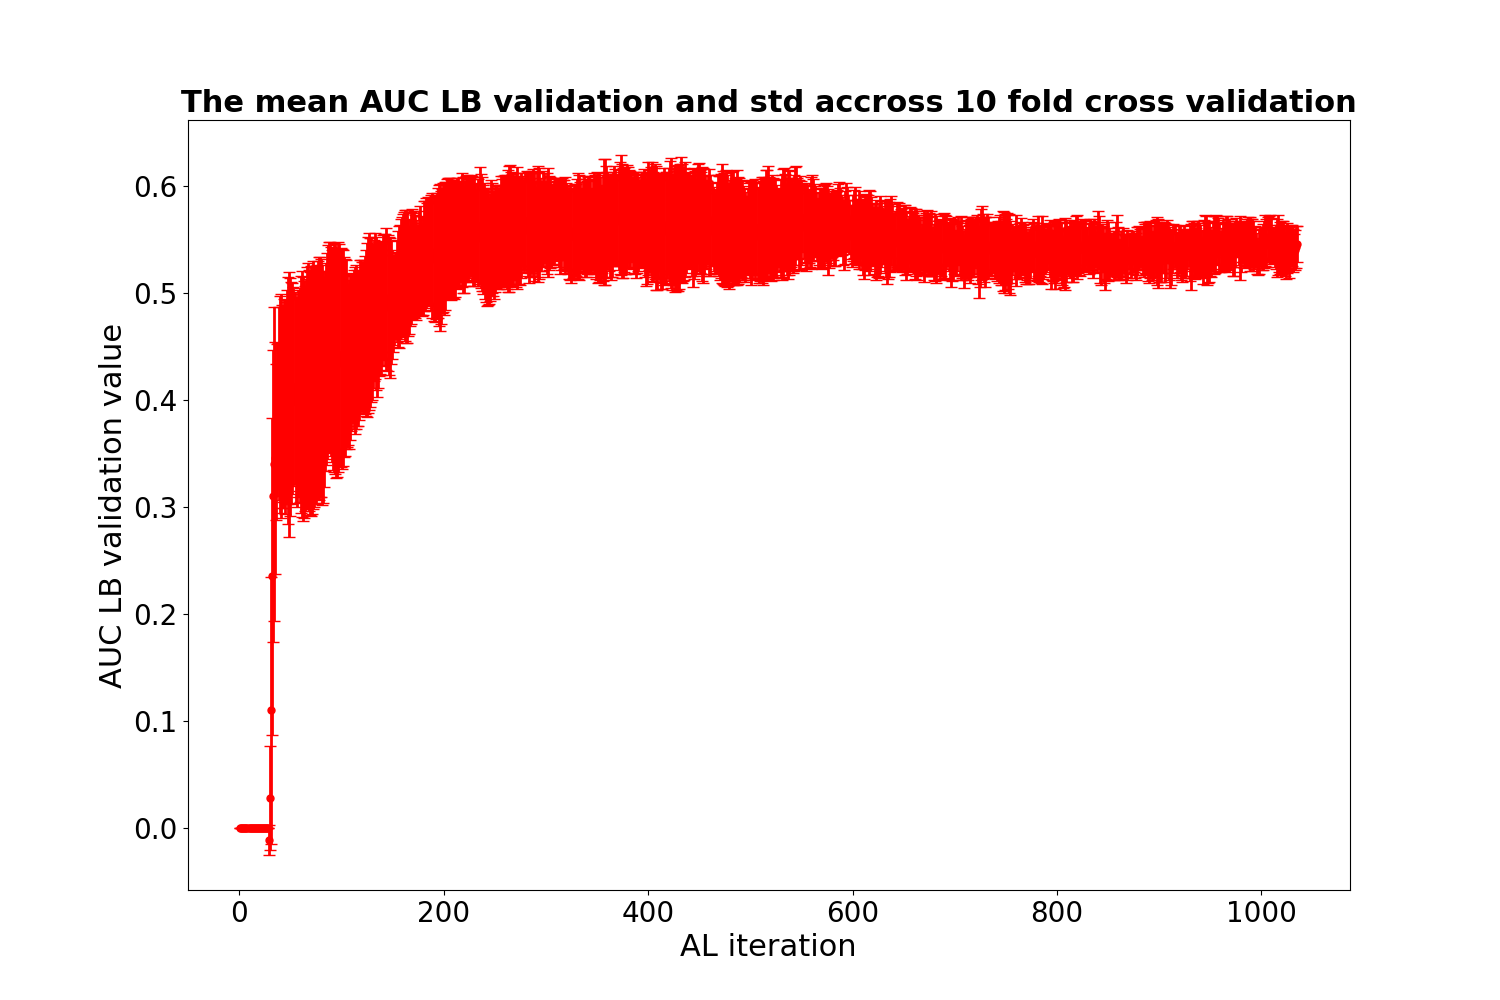 The mean AUC LB validation and std accross 10 fold cross validation
0.6
0.5
0.4
0.3
0.2
0.1
0.0
AUC LB validation value
0 200 400 600 800 1000
AL iteration